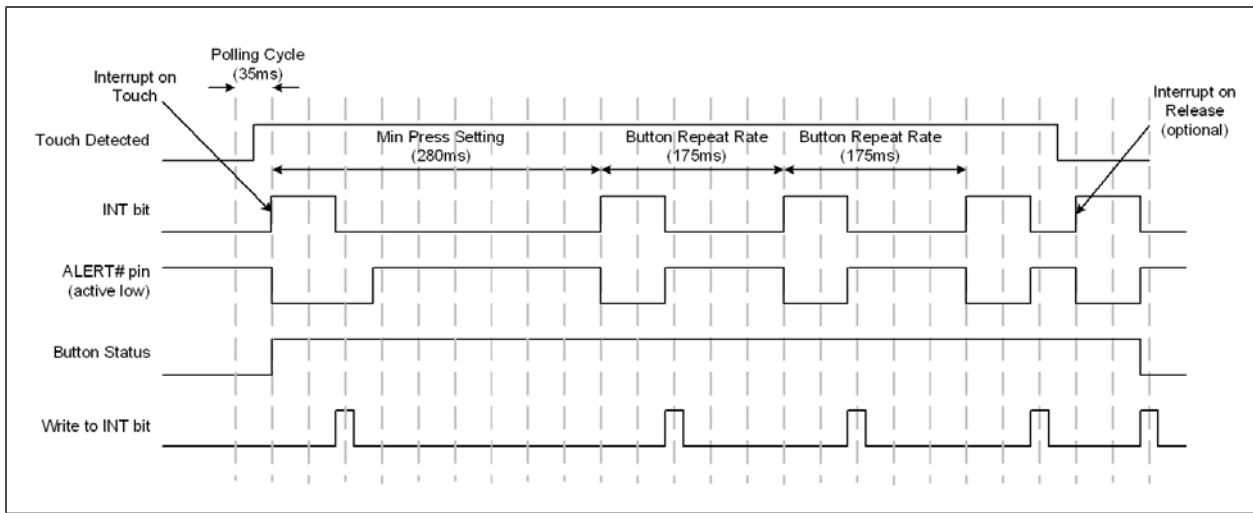 Polling Cycle
(35ms)
Interrupt on
Touch
Interrupt on
Release
(optional)
Touch Detected
Min Press Setting
(280ms)
Button Repeat Rate
(175ms)
Button Repeat Rate
(175ms)
INT bit
ALERT# pin
(active low)
Button Status
Write to INT bit